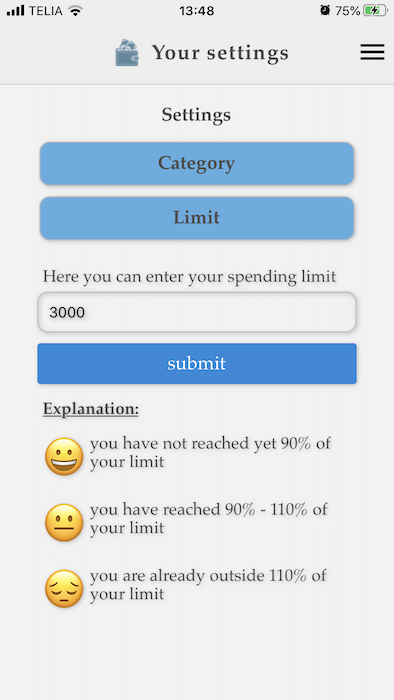 TELIA 13:48 75%
Your settings
Settings
Category
Limit
Here you can enter your spending limit
3000
submit
Explanation:
you have not reached yet 90% of
your limit
you have reached 90% - 110% of
your limit
you are already outside 110% of
your limit